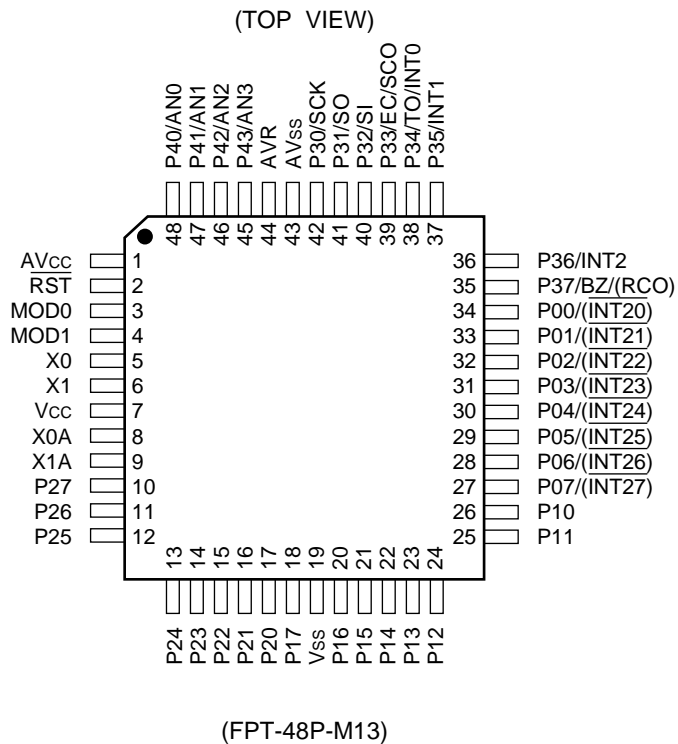 (TOP VIEW)
P40/AN0
P41/AN1
P42/AN2
P43/AN3
AVR
AVss
P30/SCK
P31/SO
P32/SI
P33/EC/SCO
P34/TO/INT0
P35/INT1
48
47
46
45
44
43
42
41
40
39
38
37
AVcc 1
RST 2
MOD0 3
MOD1 4
X0 5
X1 6
Vcc 7
X0A 8
X1A 9
P27 10
P26 11
P25 12
36 P36/INT2
35 P37/BZ/(RCO)
34 P00/(INT20)
33 P01/(INT21)
32 P02/(INT22)
31 P03/(INT23)
30 P04/(INT24)
29 P05/(INT25)
28 P06/(INT26)
27 P07/(INT27)
26 P10
25 P11
13
14
15
16
17
18
19
20
21
22
23
24
P24
P23
P22
P21
P20
P17
Vss
P16
P15
P14
P13
P12
(FPT-48P-M13)